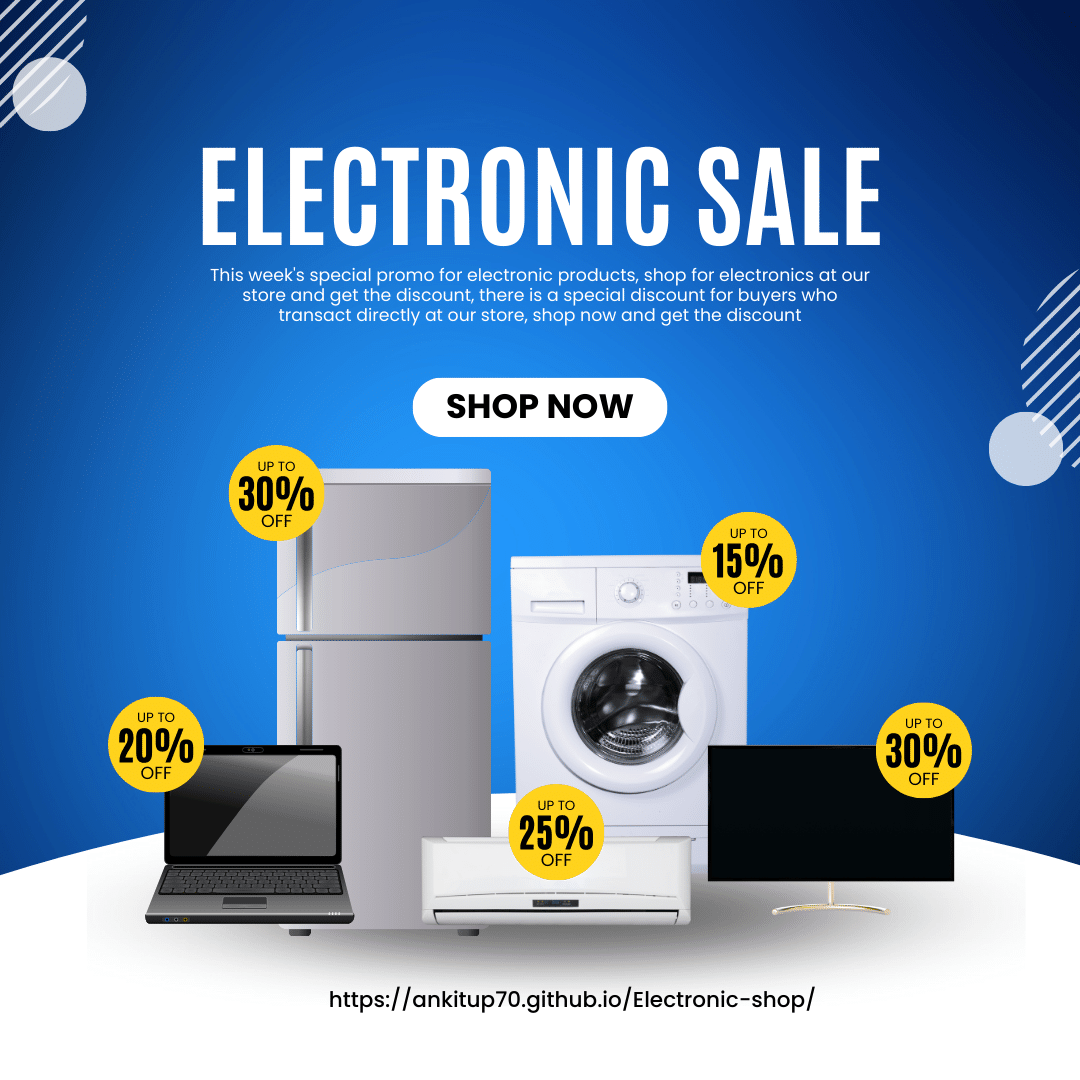 ELECTRONIC SALE
This week's special promo for electronic products, shop for electronics at our
store and get the discount, there is a special discount for buyers who
transact directly at our store, shop now and get the discount
SHOP NOW
UP TO
30%
OFF
UP TO
15%
OFF
UP TO
20%
OFF
UP TO
30%
OFF
UP TO
25%
OFF
https://ankitup70.github.io/Electronic-shop/